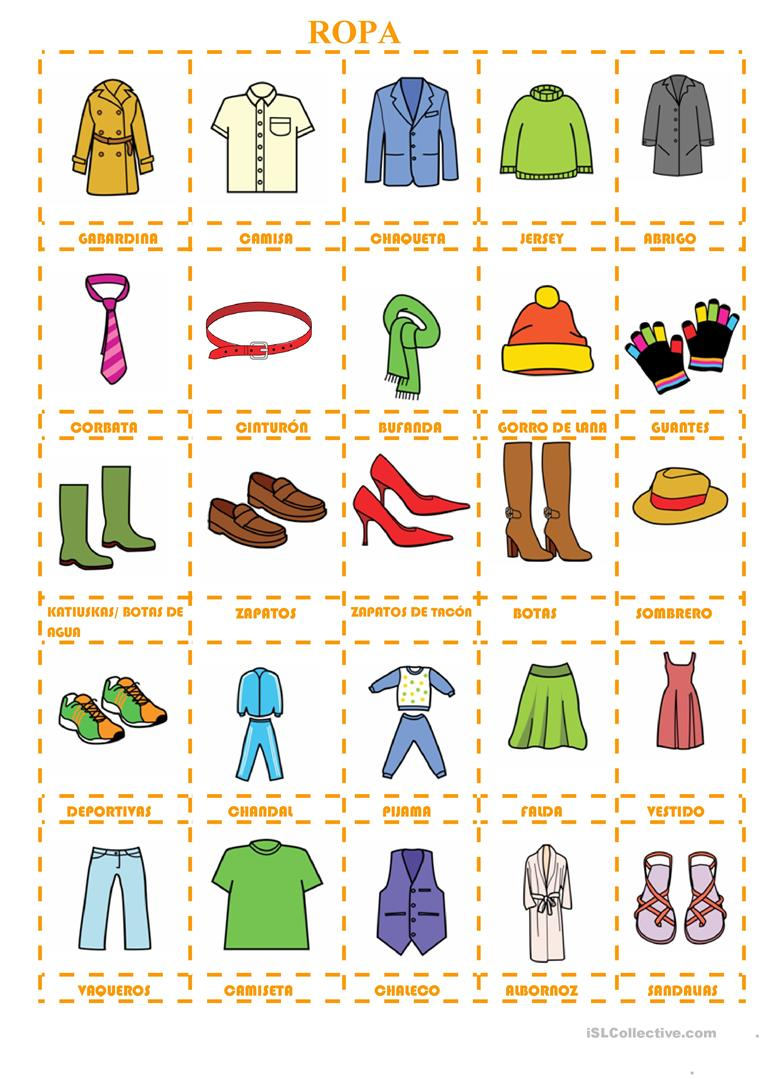 ROPA
GABARDINA
CAMISA
CHAQUETA
JERSEY
ABRIGO
CORBATA
CINTURÓN
BUFANDA
GORRO DE LANA
GUANTES
KATIUSKAS/ BOTAS DE
AGUA
ZAPATOS
ZAPATOS DE TACÓN
BOTAS
SOMBRERO
DEPORTIVAS
CHANDAL
PIJAMA
FALDA
VESTIDO
VAQUEROS
CAMISETA
CHALECO
ALBORNOZ
SANDALIAS
iSLCollective.com